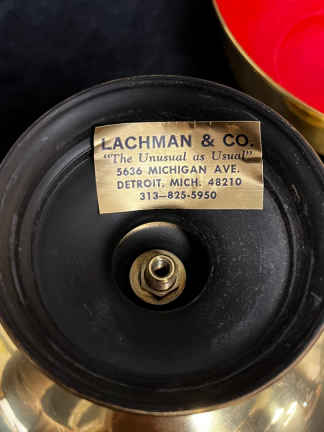 LACHMAN & CO.
"The Unusual as Usual"
5636 MICHIGAN AVE.
DETROIT, MICH. 48210
313—825-5950